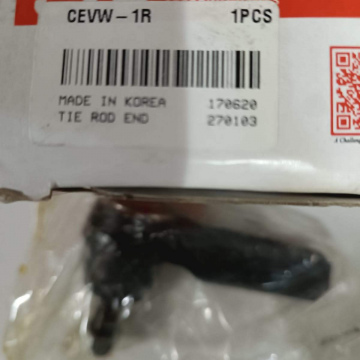 CEVW-1R 1PCS
MADE IN KOREA 170620
TIE ROD END 270103